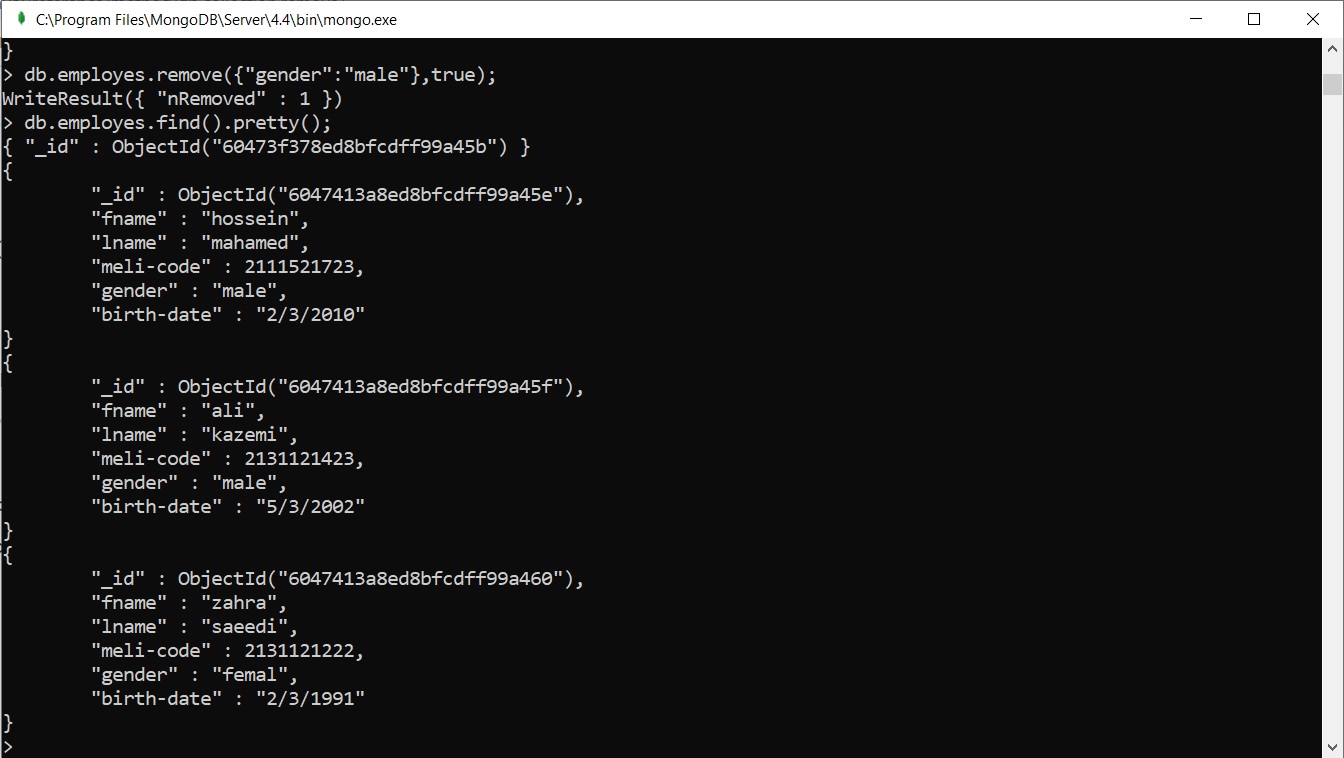 C:\Program Files\MongoDB\Server\4.4\bin\mongo.exe
}
> db.employes.remove({"gender":"male"},true);
WriteResult({ "nRemoved" : 1 })
> db.employes.find().pretty();
{ "_id" : ObjectId("60473f378ed8bfcdff99a45b") }
{
        "_id" : ObjectId("6047413a8ed8bfcdff99a45e"),
        "fname" : "hossein",
        "lname" : "mahamed",
        "meli-code" : 2111521723,
        "gender" : "male",
        "birth-date" : "2/3/2010"
}
{
        "_id" : ObjectId("6047413a8ed8bfcdff99a45f"),
        "fname" : "ali",
        "lname" : "kazemi",
        "meli-code" : 2131121423,
        "gender" : "male",
        "birth-date" : "5/3/2002"
}
{
        "_id" : ObjectId("6047413a8ed8bfcdff99a460"),
        "fname" : "zahra",
        "lname" : "saeedi",
        "meli-code" : 2131121222,
        "gender" : "femal",
        "birth-date" : "2/3/1991"
}
>